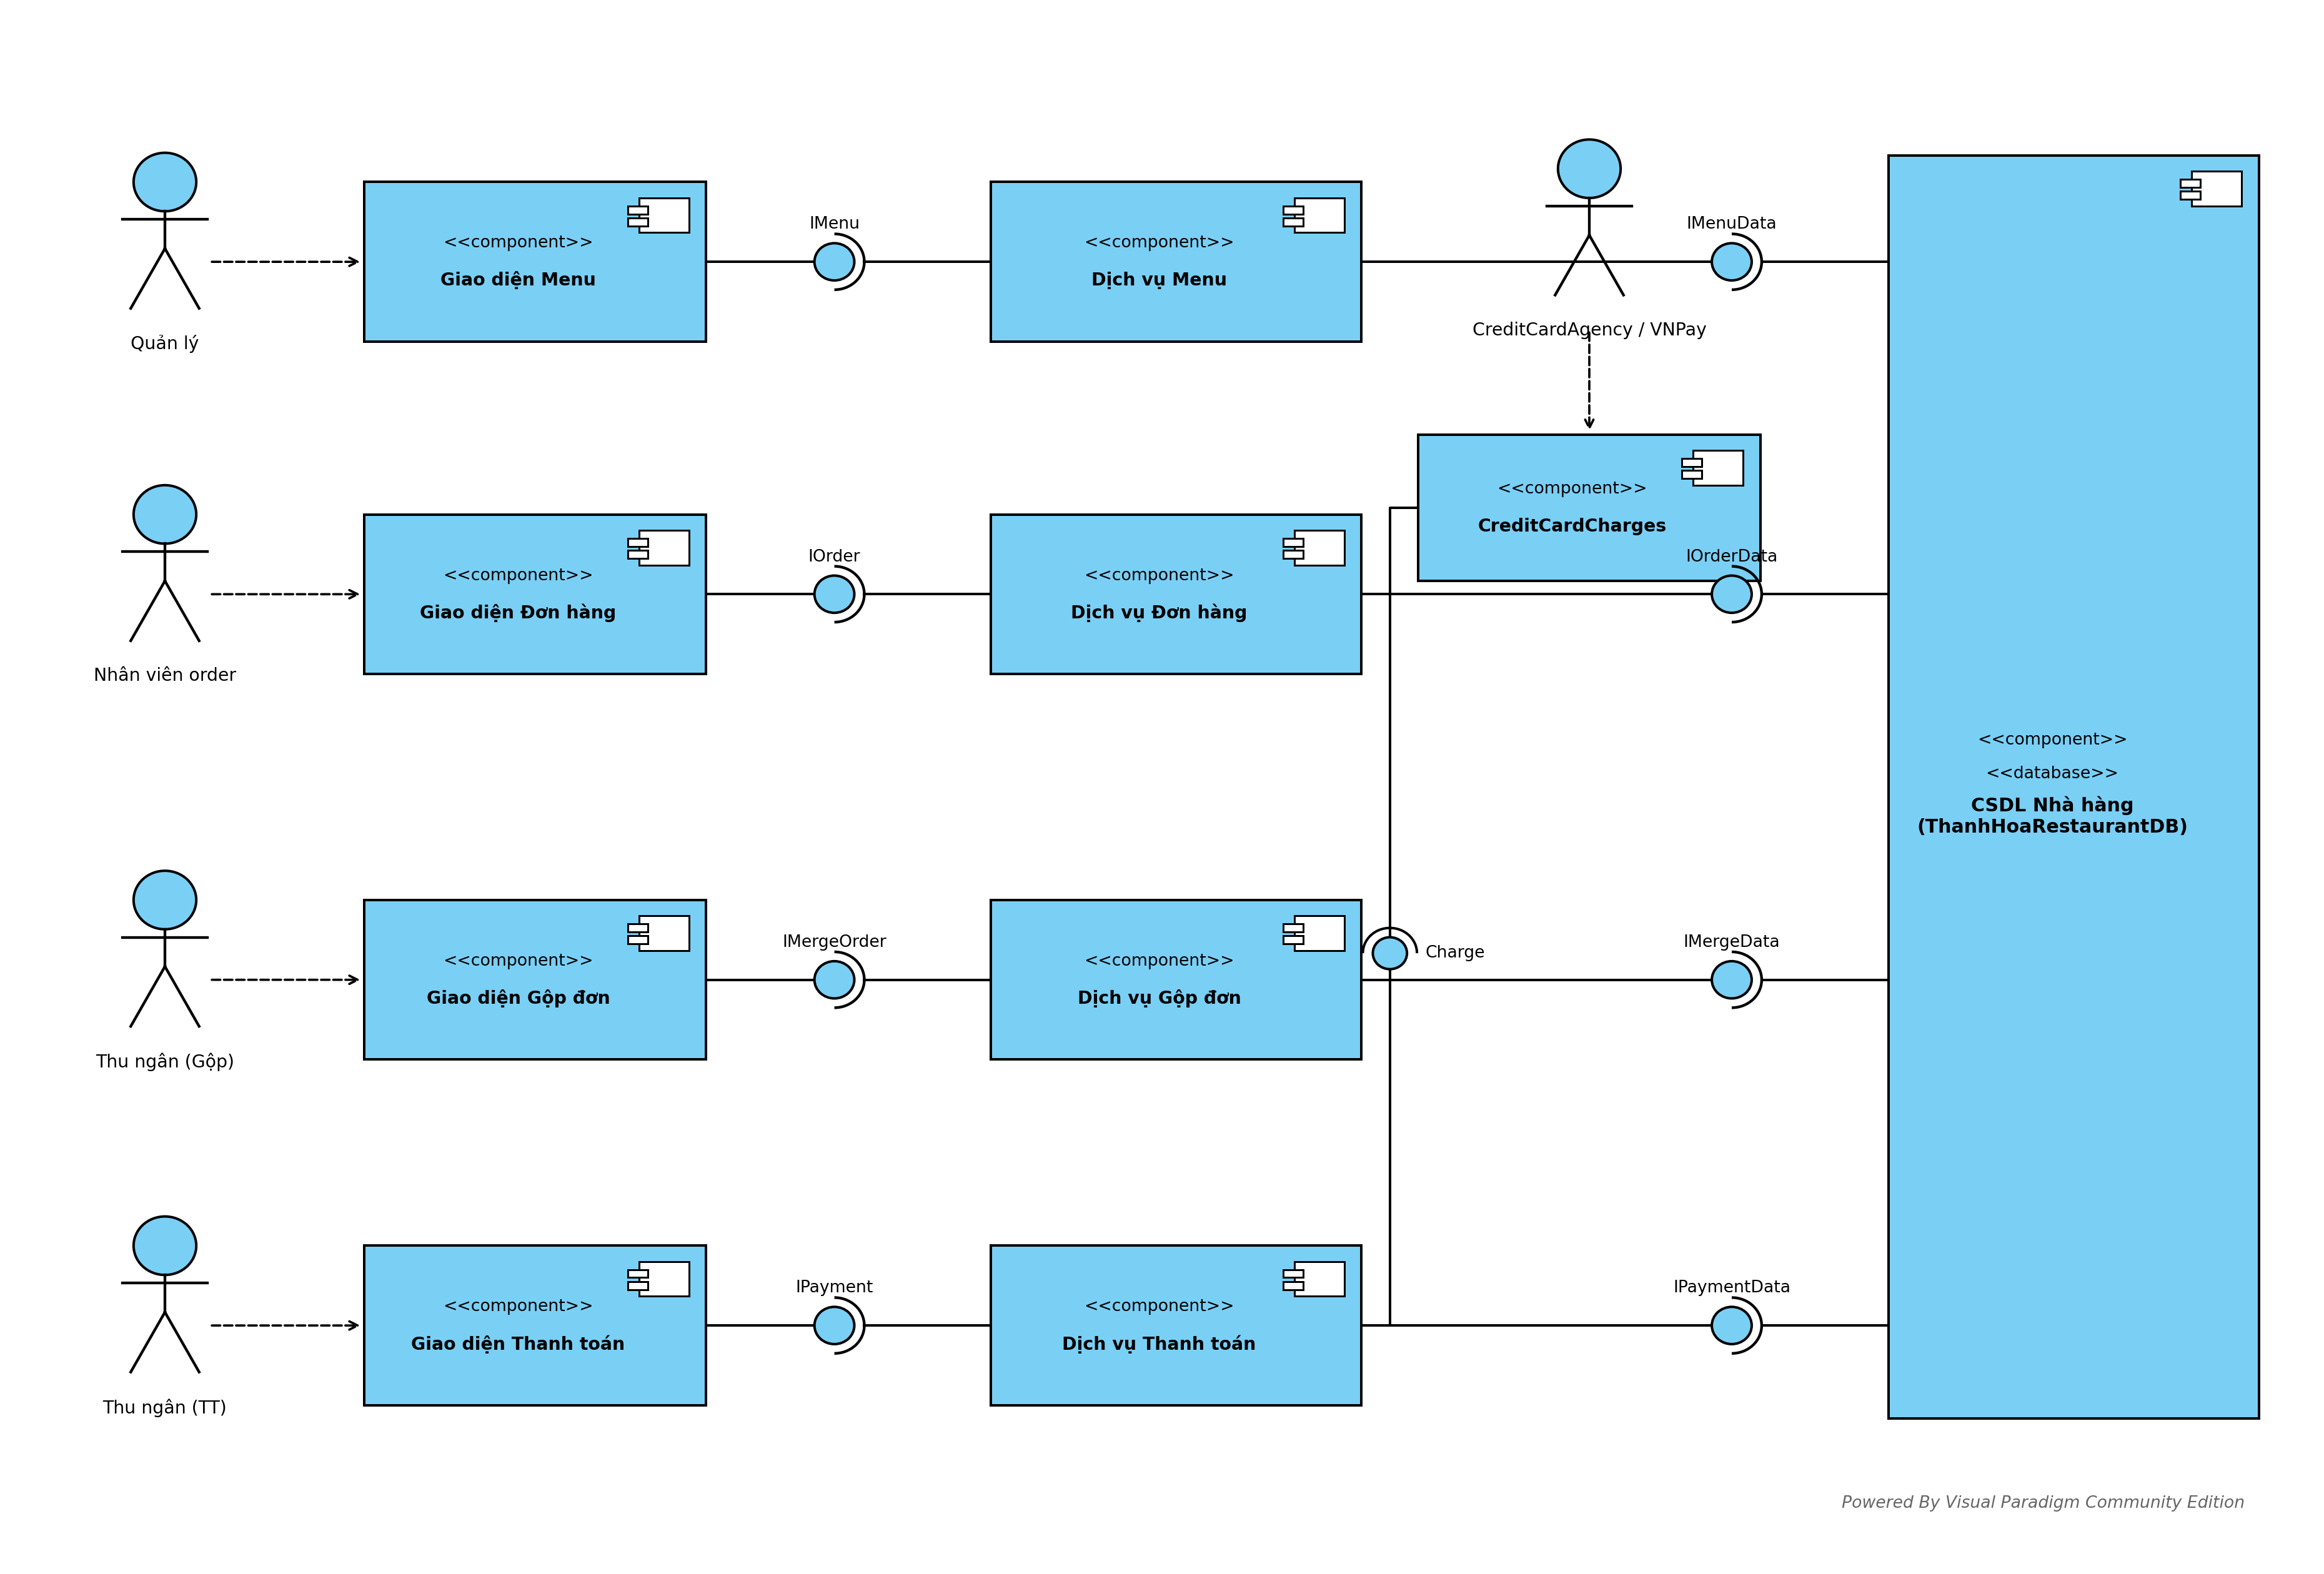 IMenu
IMenuData
<<component>>
Giao diện Menu
<<component>>
Dịch vụ Menu
Quản lý
CreditCardAgency / VNPay
<<component>>
CreditCardCharges
IOrder
IOrderData
<<component>>
Giao diện Đơn hàng
<<component>>
Dịch vụ Đơn hàng
Nhân viên order
<<component>>
<<database>>
CSDL Nhà hàng
(ThanhHoaRestaurantDB)
IMergeOrder
Charge
IMergeData
<<component>>
Giao diện Gộp đơn
<<component>>
Dịch vụ Gộp đơn
Thu ngân (Gộp)
IPayment
IPaymentData
<<component>>
Giao diện Thanh toán
<<component>>
Dịch vụ Thanh toán
Thu ngân (TT)
Powered By Visual Paradigm Community Edition